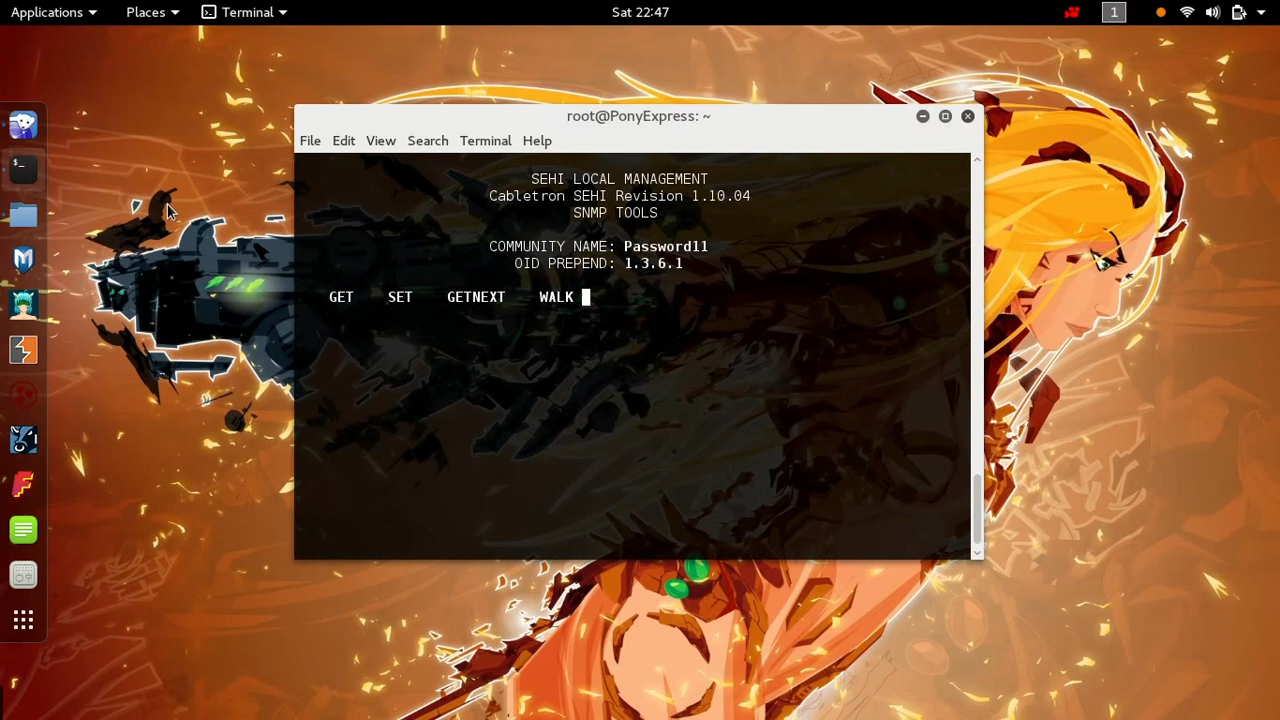 Applications Places Terminal Sat 22:47 1
root@PonyExpress: ~
File Edit View Search Terminal Help
SEHI LOCAL MANAGEMENT
Cabletron SEHI Revision 1.10.04
SNMP TOOLS
COMMUNITY NAME: Password11
OID PREPEND: 1.3.6.1
GET SET GETNEXT WALK